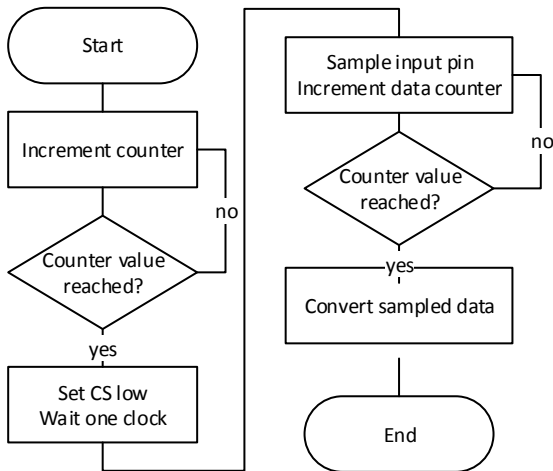 Start
Increment counter
no
Counter value
reached?
yes
Set CS low
Wait one clock
Sample input pin
Increment data counter
no
Counter value
reached?
yes
Convert sampled data
End